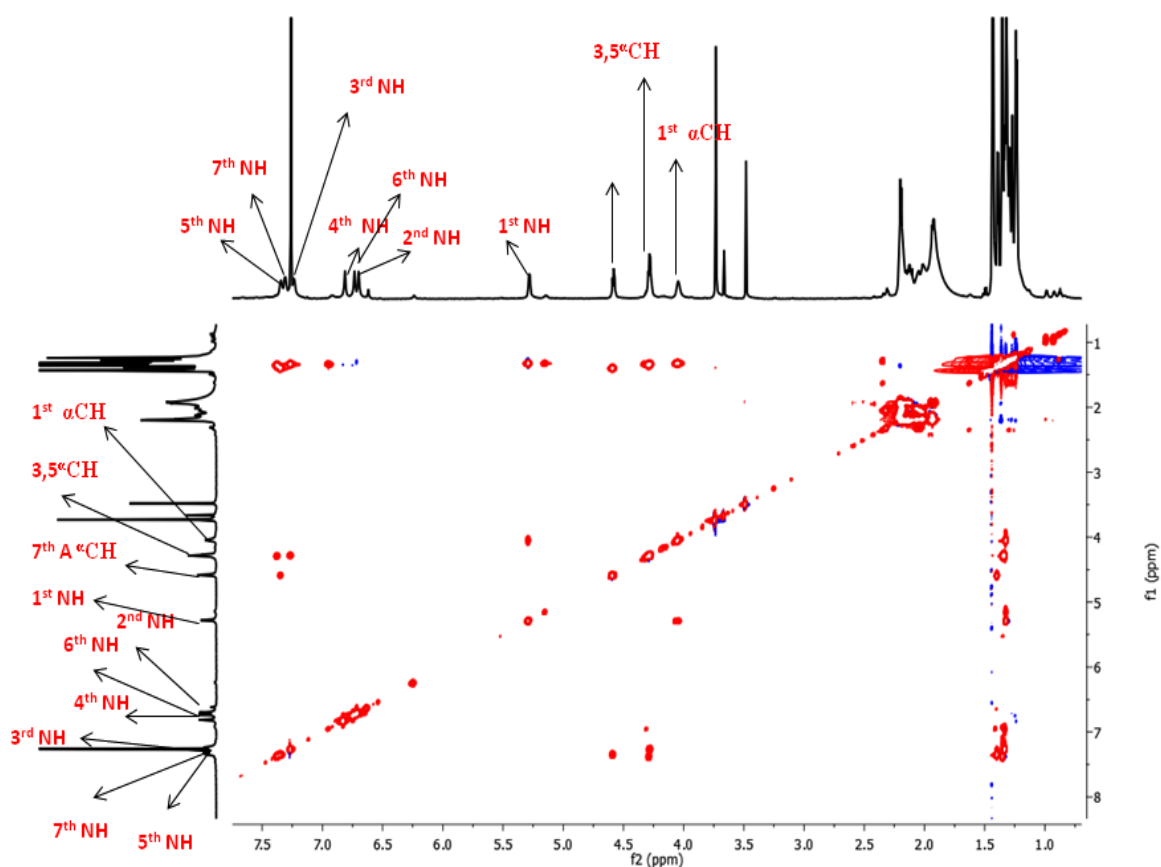 3,5αCH
3rd NH
1st αCH
7th NH
6th NH
5th NH
4th NH
2nd NH
1st NH
1st αCH
3,5αCH
7th A αCH
1st NH
2nd NH
6th NH
4th NH
3rd NH
7th NH
5th NH
1
2
3
4
5
6
7
8
f1 (ppm)
7.5 7.0 6.5 6.0 5.5 5.0 4.5 4.0 3.5 3.0 2.5 2.0 1.5 1.0
f2 (ppm)